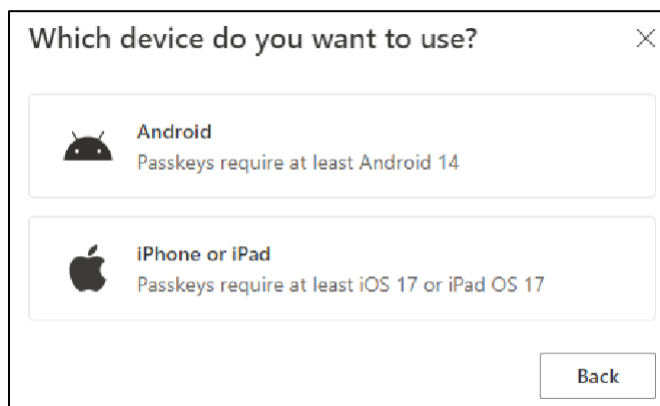 Which device do you want to use?
Android
Passkeys require at least Android 14
iPhone or iPad
Passkeys require at least iOS 17 or iPad OS 17
Back